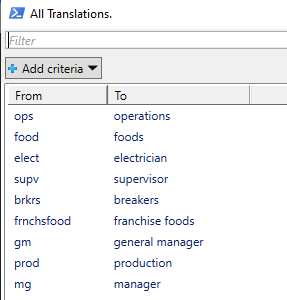 All Translations.
Filter
Add criteria
From To
ops operations
food foods
elect electrician
supv supervisor
brkrs breakers
frnchsfood franchise foods
gm general manager
prod production
mg manager